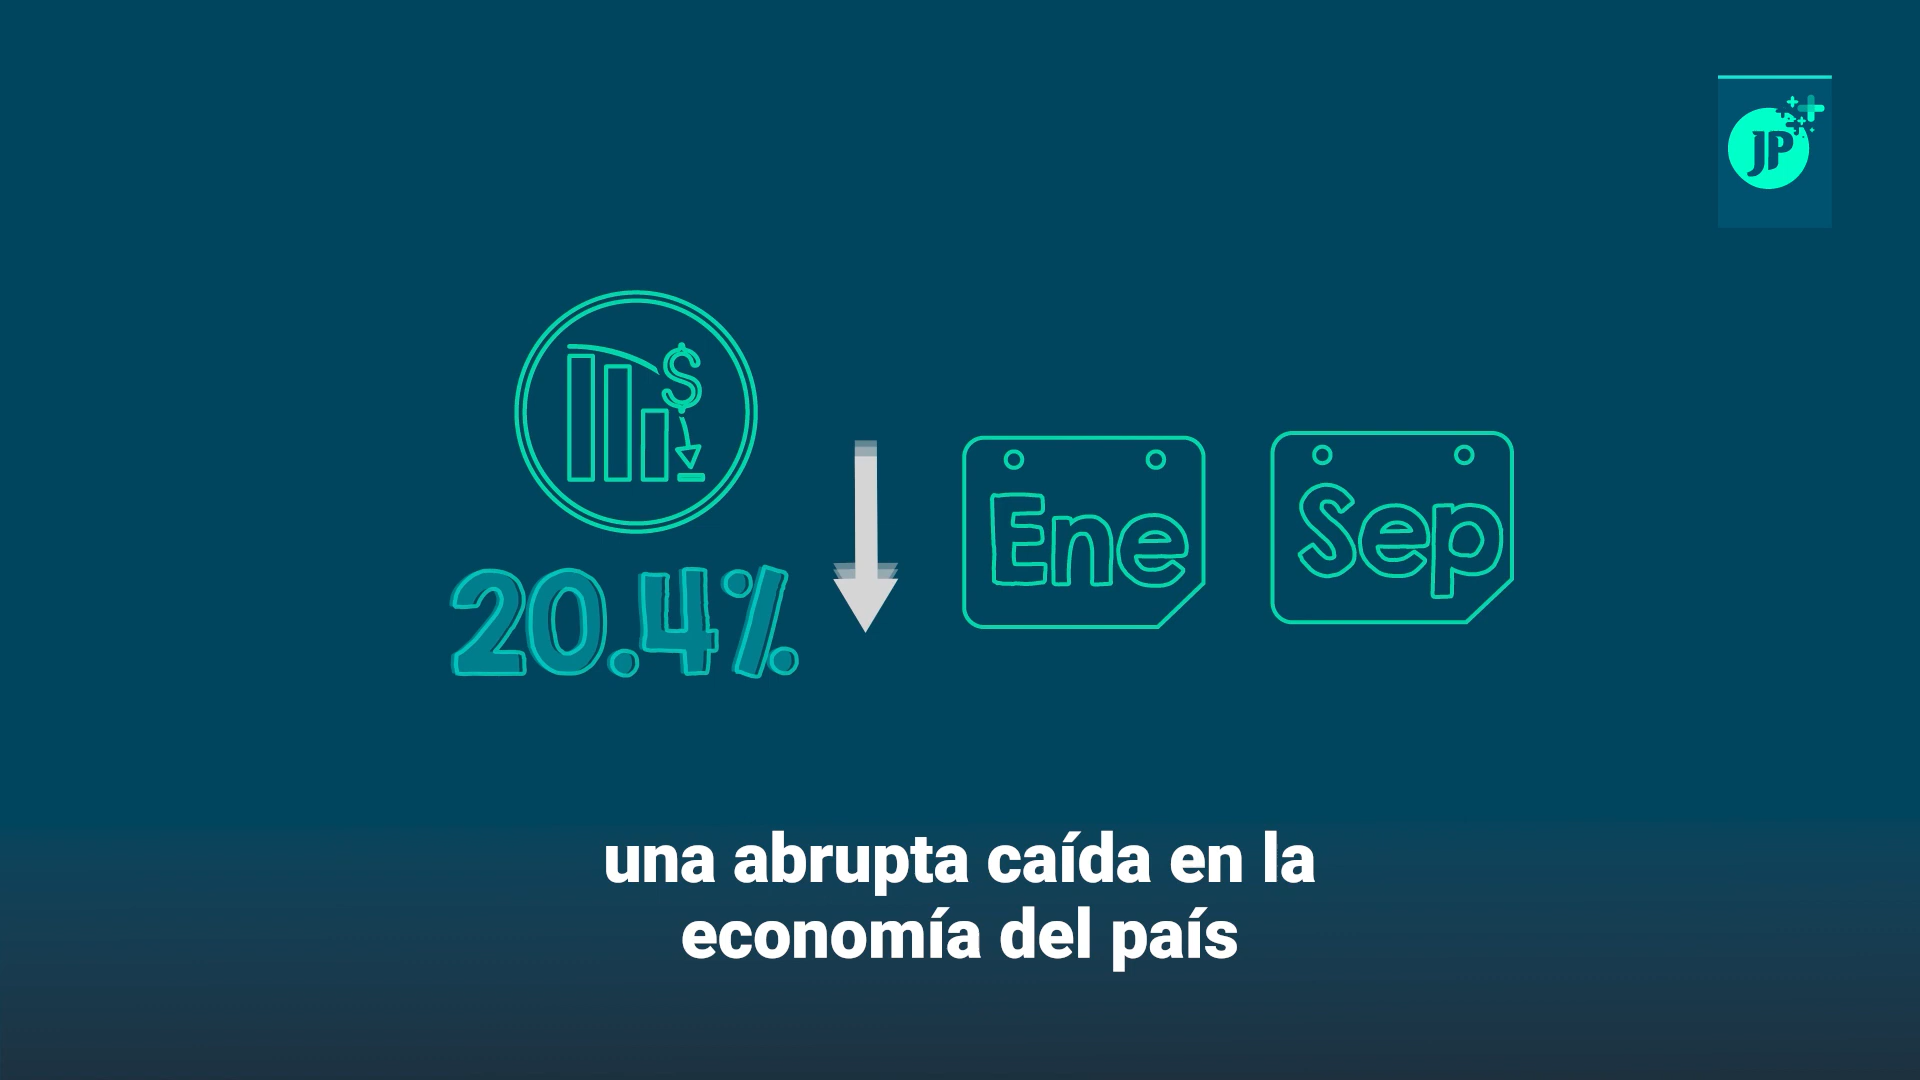 JP
$
20.4%
Ene
Sep
una abrupta caída en la
economía del país